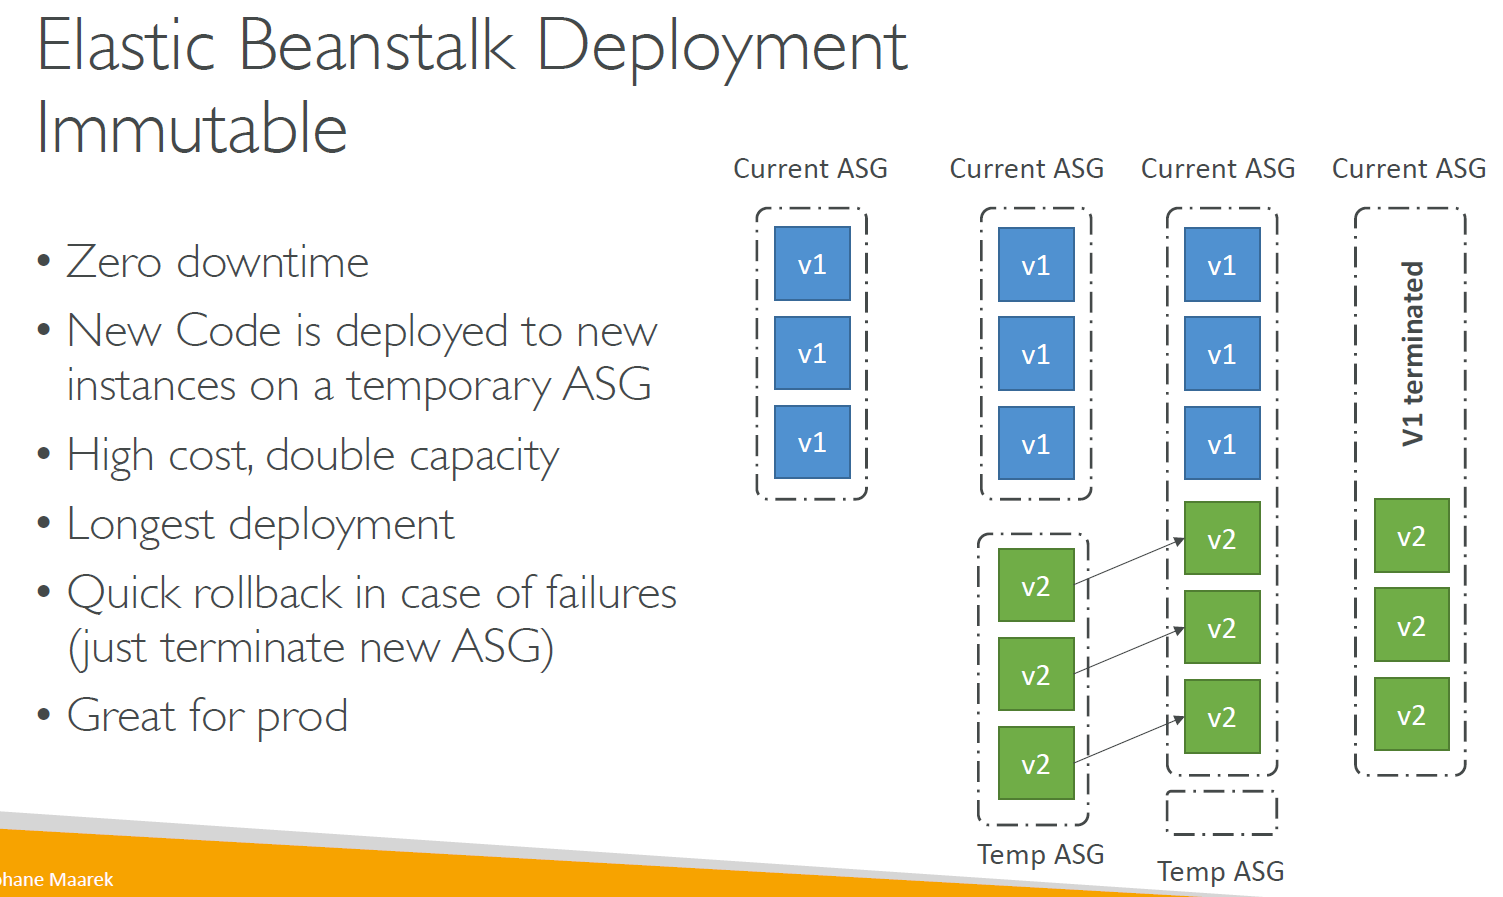 Elastic Beanstalk Deployment
Immutable
• Zero downtime
• New Code is deployed to new
instances on a temporary ASG
• High cost, double capacity
• Longest deployment
• Quick rollback in case of failures
(just terminate new ASG)
• Great for prod
Current ASG
v1
v1
v1
Current ASG
v1
v1
v1
v2
v2
v2
Temp ASG
Current ASG
v1
v1
v1
v2
v2
v2
Temp ASG
Current ASG
V1 terminated
v2
v2
v2
phane Maarek